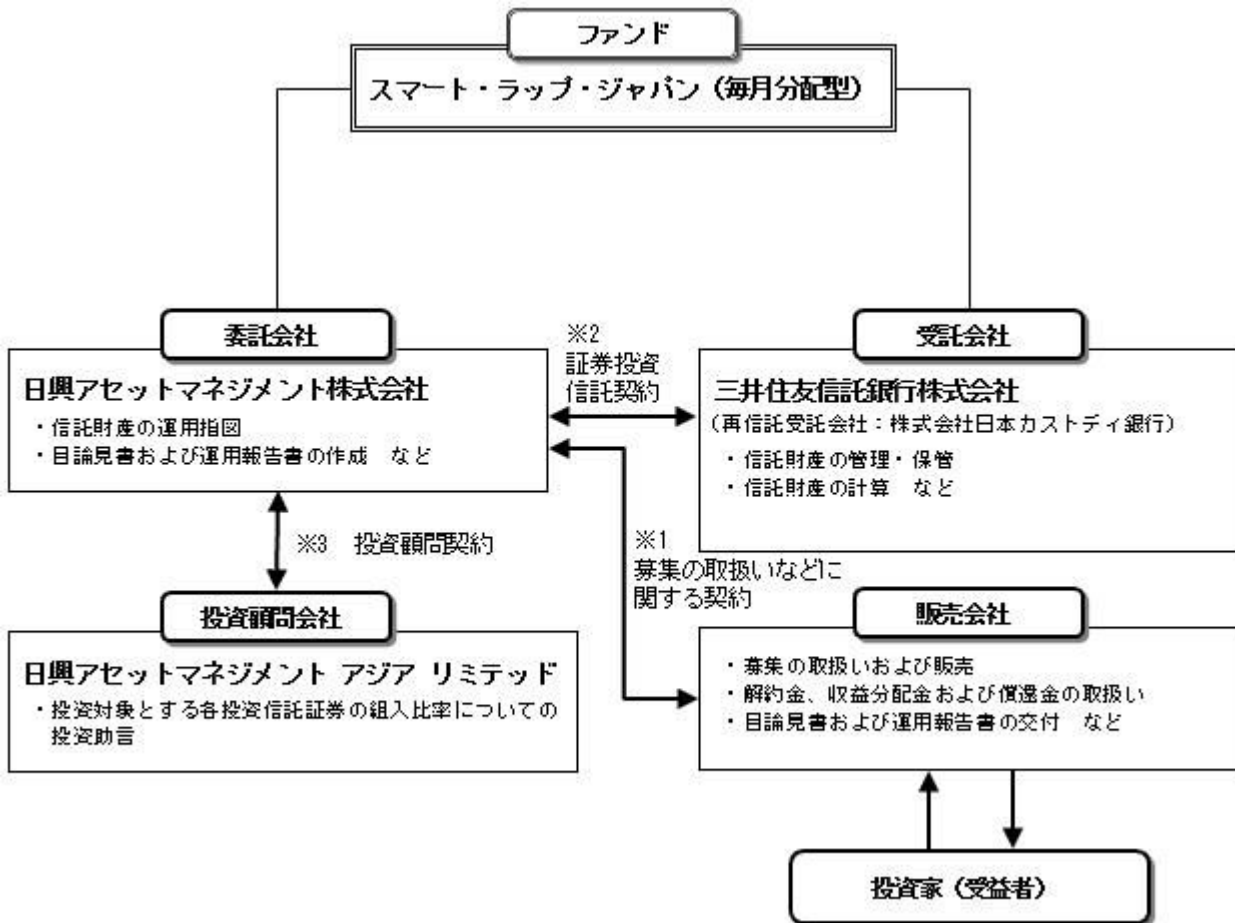 ファンド
スマート・ラップ・ジャパン（毎月分配型）
委託会社
日興アセットマネジメント株式会社
・信託財産の運用指図
・目論見書および運用報告書の作成　など
※2
証券投資
信託契約
受託会社
三井住友信託銀行株式会社
（再信託受託会社：株式会社日本カストディ銀行）
・信託財産の管理・保管
・信託財産の計算　など
※3　投資顧問契約
※1
募集の取扱いなどに
関する契約
投資顧問会社
日興アセットマネジメント アジア リミテッド
・投資対象とする各投資信託証券の組入比率についての
投資助言
販売会社
・募集の取扱いおよび販売
・解約金、収益分配金および償還金の取扱い
・目論見書および運用報告書の交付　など
投資家（受益者）